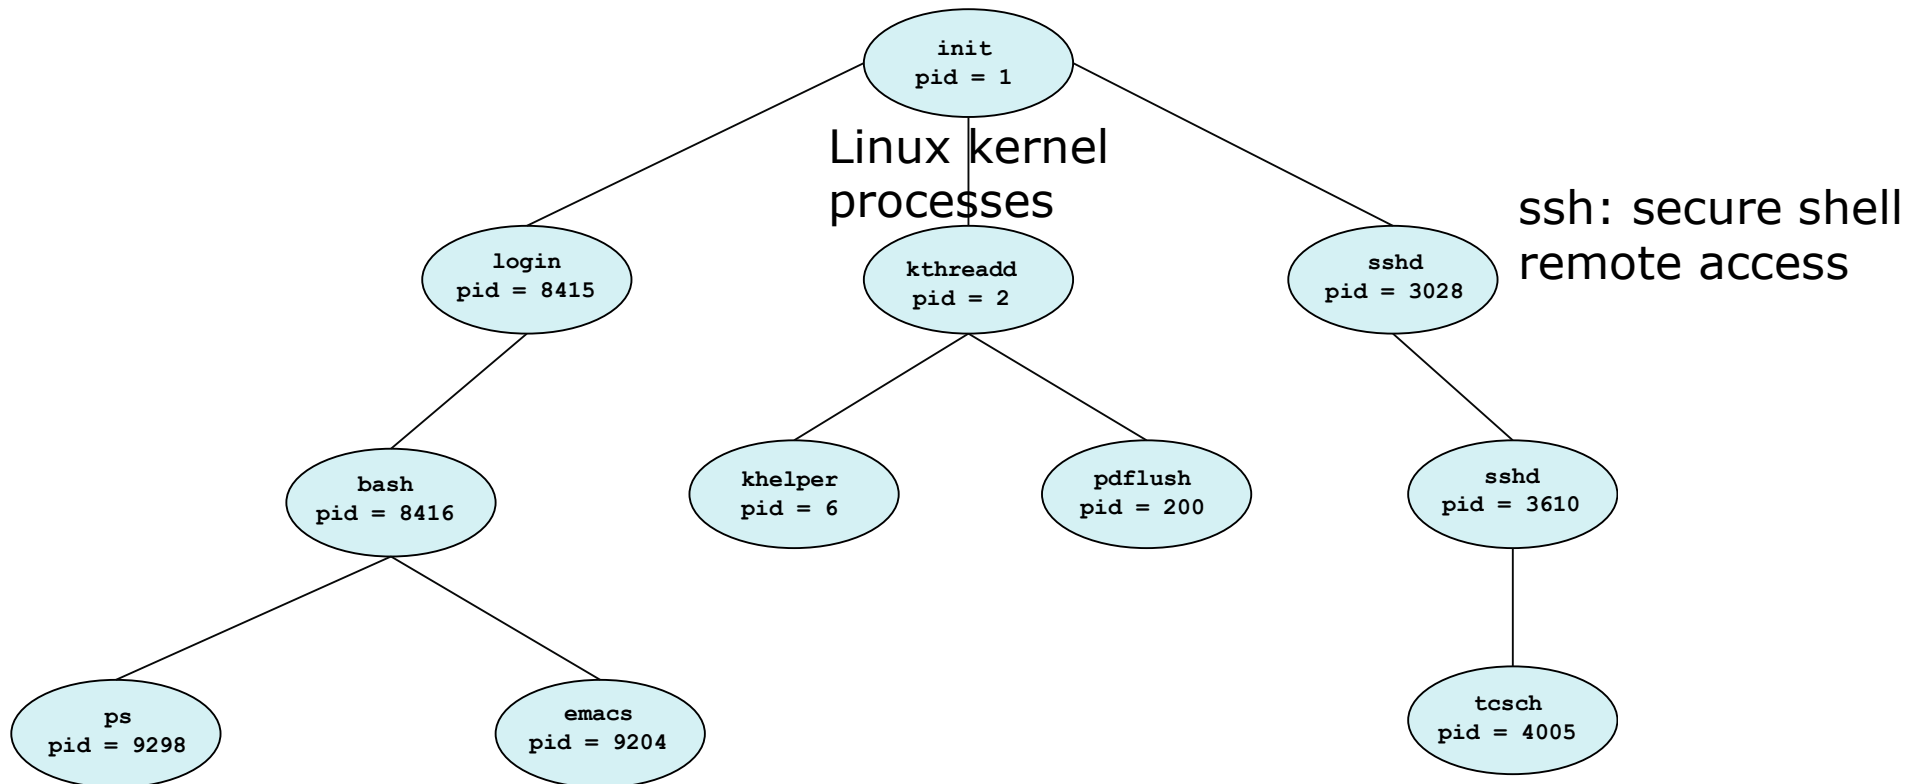 init
pid = 1
Linux kernel
processes
ssh: secure shell
remote access
login
pid = 8415
kthreadd
pid = 2
sshd
pid = 3028
bash
pid = 8416
khelper
pid = 6
pdflush
pid = 200
sshd
pid = 3610
ps
pid = 9298
emacs
pid = 9204
tcsch
pid = 4005